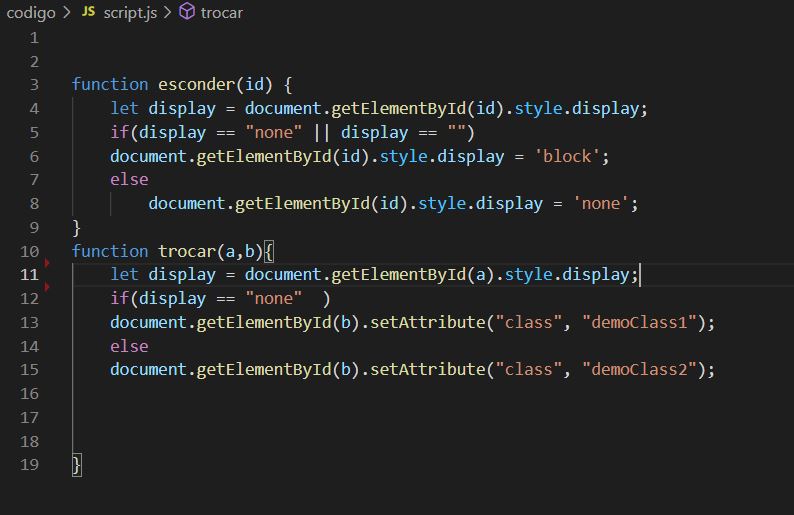 codigo > JS script.js > trocar
1
2
3 function esconder(id) {
4     let display = document.getElementById(id).style.display;
5     if(display == "none" || display == "")
6     document.getElementById(id).style.display = 'block';
7     else
8         document.getElementById(id).style.display = 'none';
9 }
10 function trocar(a,b){
11     let display = document.getElementById(a).style.display;
12     if(display == "none"  )
13     document.getElementById(b).setAttribute("class", "demoClass1");
14     else
15     document.getElementById(b).setAttribute("class", "demoClass2");
16
17
18
19 }